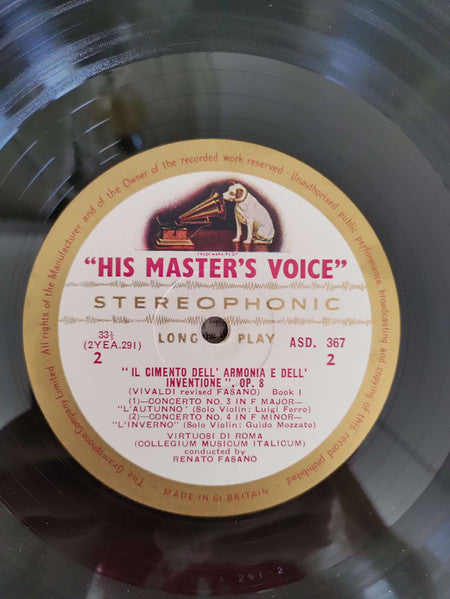 All rights of the Manufacturer and of the Owner of the recorded work reserved · Unauthorised public performance, broadcasting and copying of this record prohibited
The Gramophone Company Limited.
TRADE MARK REGD
"HIS MASTER'S VOICE"
STEREOPHONIC
LONG PLAY
33⅓
(2YEA.291)
2
ASD. 367
2
" IL CIMENTO DELL' ARMONIA E DELL'
INVENTIONE ", OP. 8
(VIVALDI revised FASANO) Book I
(1)—CONCERTO NO. 3 IN F MAJOR—
"L'AUTUNNO" (Solo Violin: Luigi Ferro)
(2)—CONCERTO NO. 4 IN F MINOR—
"L'INVERNO" (Solo Violin: Guido Mozzato)
VIRTUOSI DI ROMA
(COLLEGIUM MUSICUM ITALICUM)
conducted by
RENATO FASANO
MADE IN Gt BRITAIN
291-2